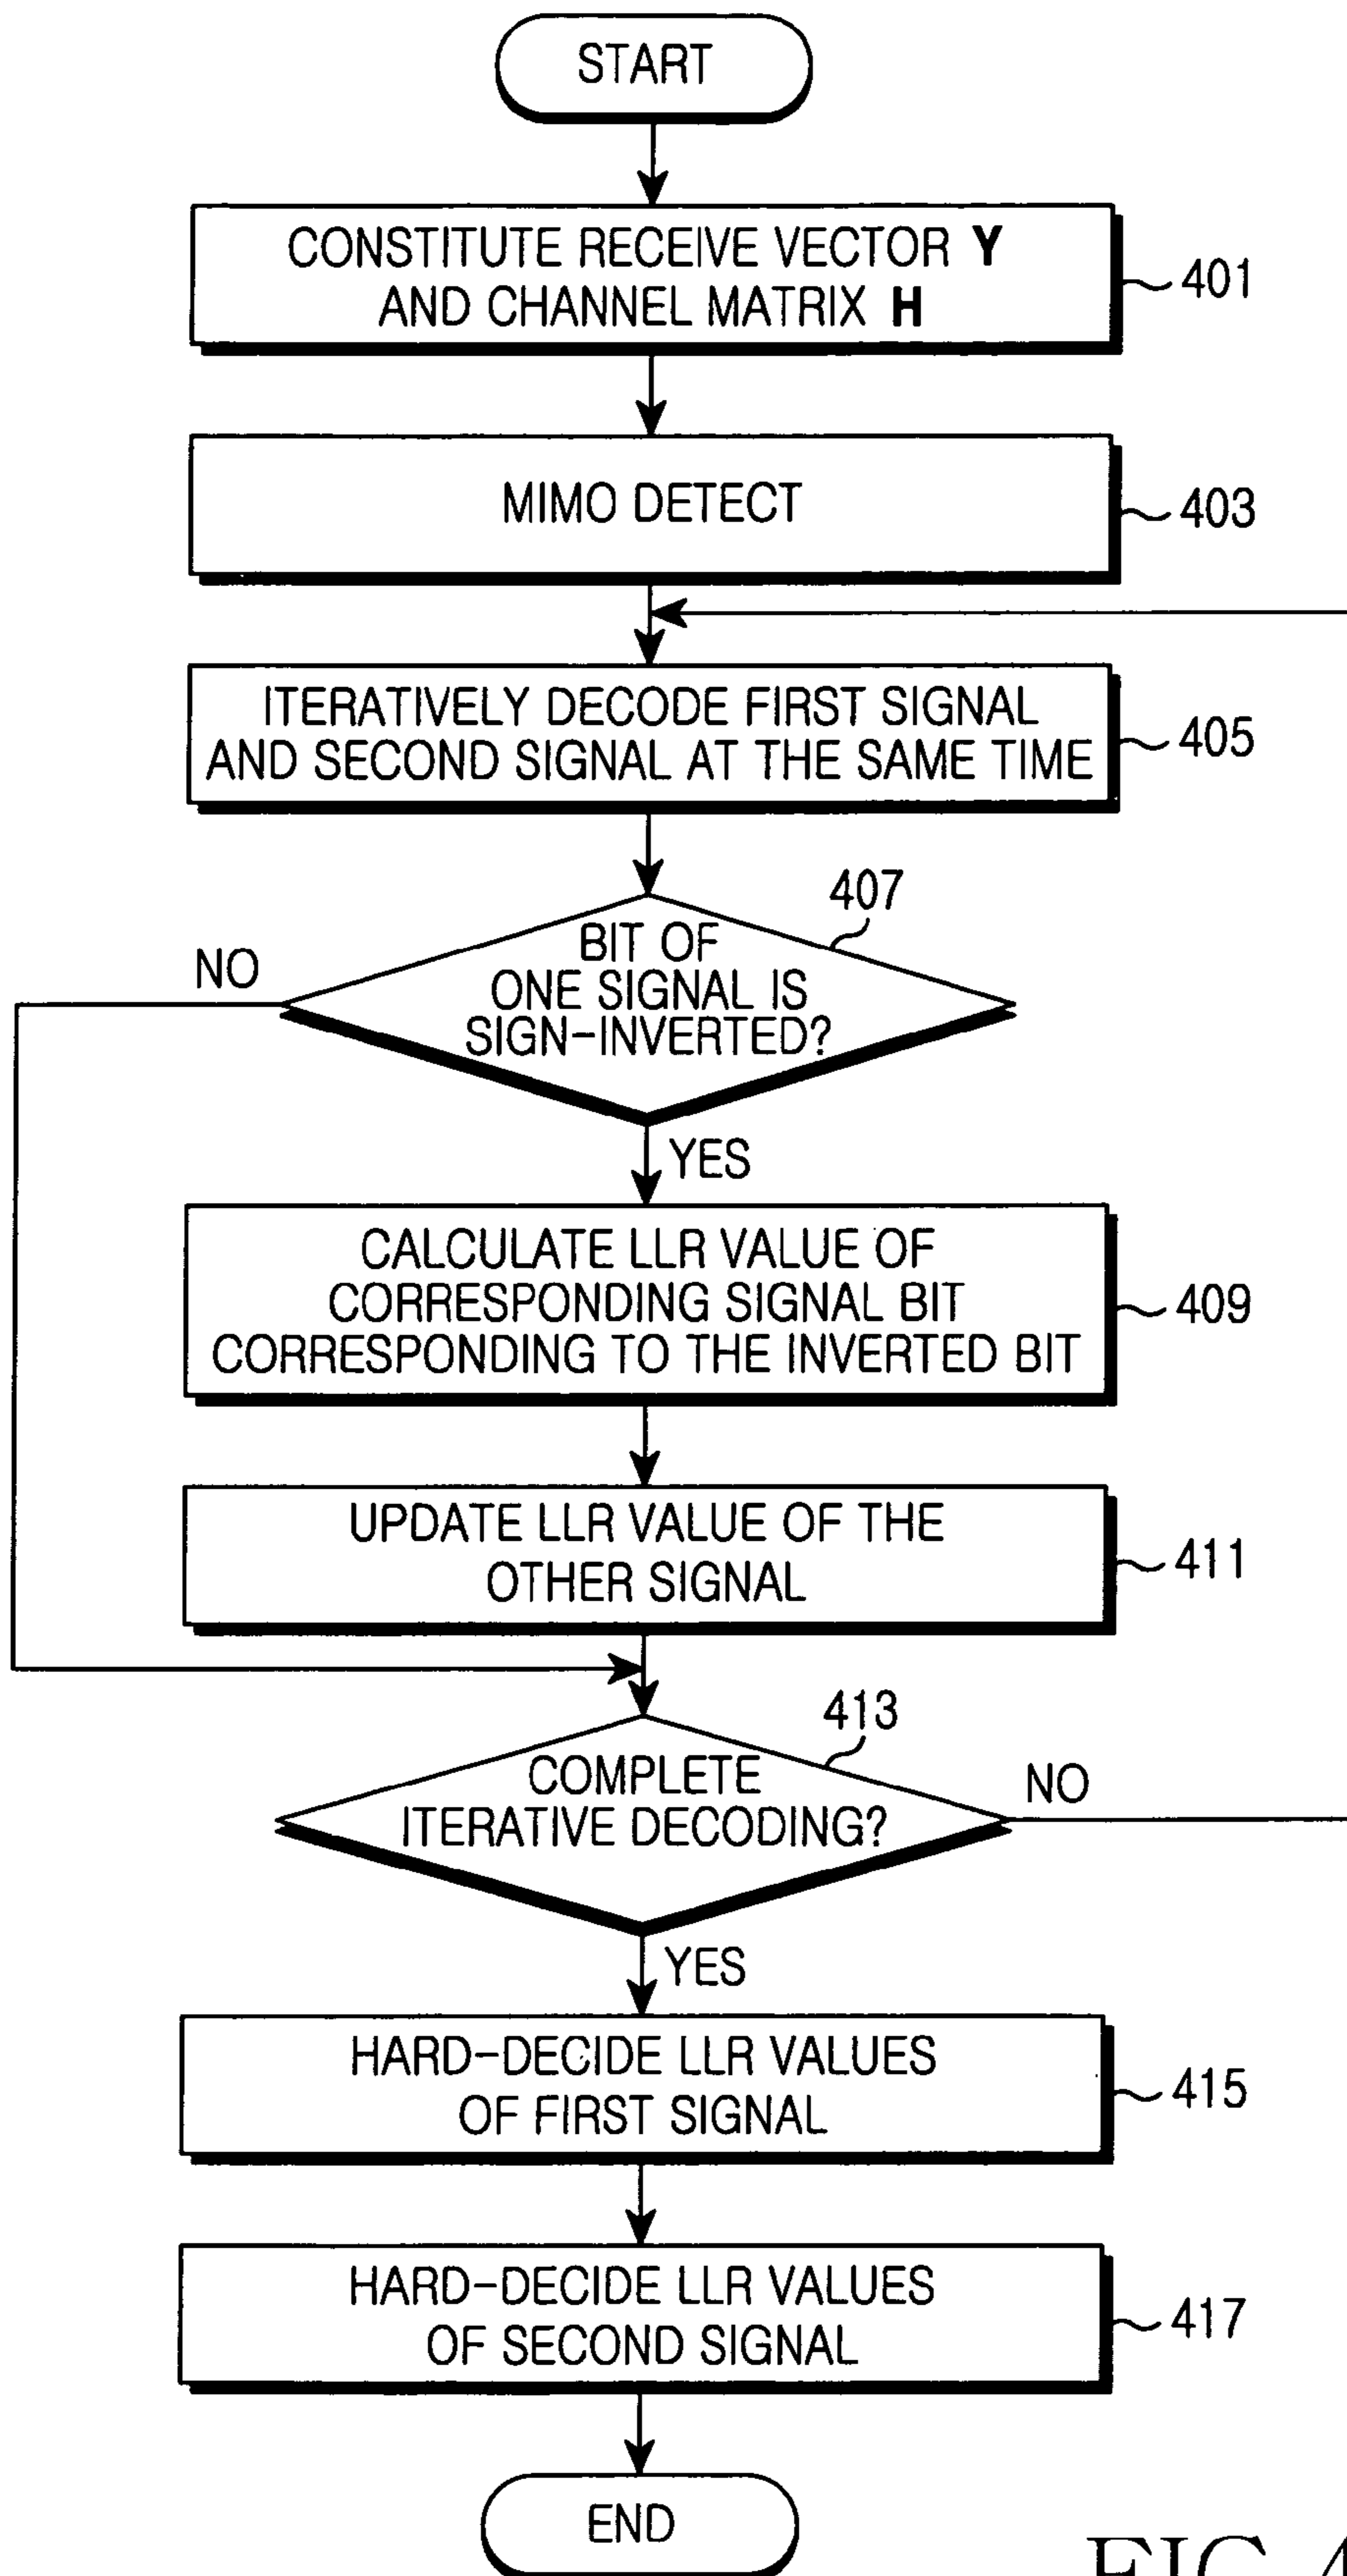 START
CONSTITUTE RECEIVE VECTOR Y
AND CHANNEL MATRIX H
401
MIMO DETECT
403
ITERATIVELY DECODE FIRST SIGNAL
AND SECOND SIGNAL AT THE SAME TIME
405
407
NO
BIT OF
ONE SIGNAL IS
SIGN-INVERTED?
YES
CALCULATE LLR VALUE OF
CORRESPONDING SIGNAL BIT
CORRESPONDING TO THE INVERTED BIT
409
UPDATE LLR VALUE OF THE
OTHER SIGNAL
411
413
COMPLETE
ITERATIVE DECODING?
NO
YES
HARD-DECIDE LLR VALUES
OF FIRST SIGNAL
415
HARD-DECIDE LLR VALUES
OF SECOND SIGNAL
417
END
FIG.4